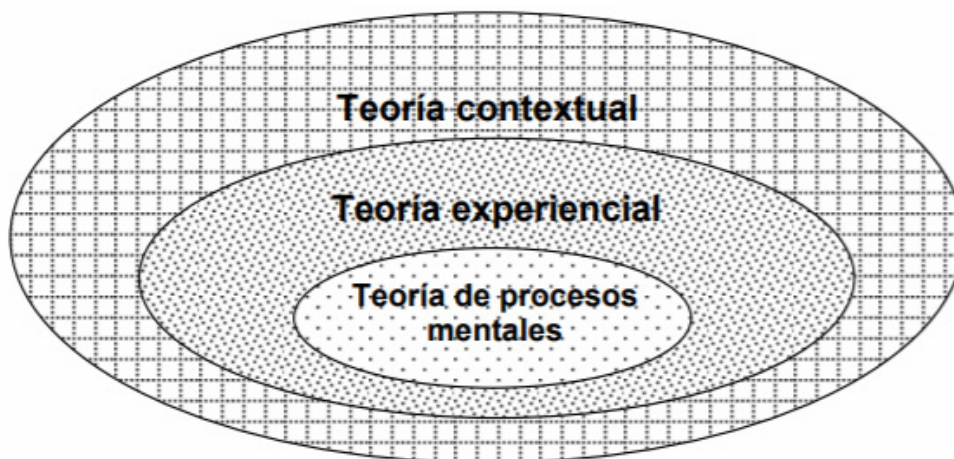 Teoría contextual
Teoría experiencial
Teoría de procesos
mentales